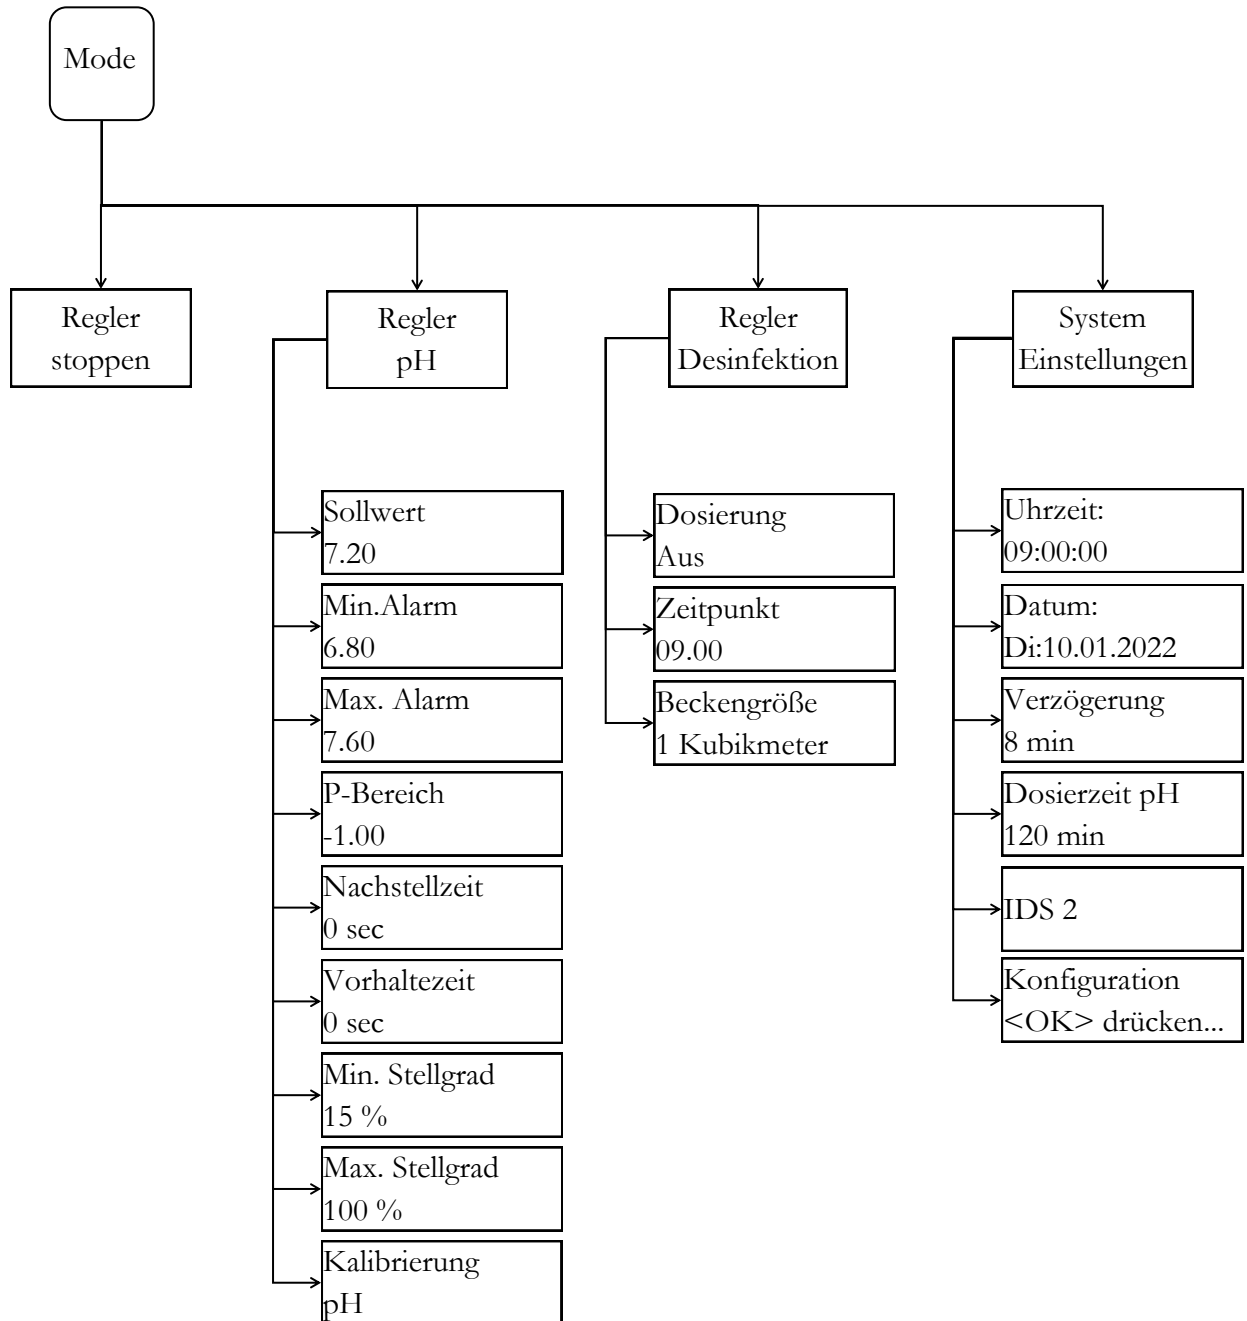 Mode
Regler
stoppen
Regler
pH
Regler
Desinfektion
System
Einstellungen
Sollwert
7.20
Min.Alarm
6.80
Max. Alarm
7.60
P-Bereich
-1.00
Nachstellzeit
0 sec
Vorhaltezeit
0 sec
Min. Stellgrad
15 %
Max. Stellgrad
100 %
Kalibrierung
pH
Dosierung
Aus
Zeitpunkt
09.00
Beckengröße
1 Kubikmeter
Uhrzeit:
09:00:00
Datum:
Di:10.01.2022
Verzögerung
8 min
Dosierzeit pH
120 min
IDS 2
Konfiguration
<OK> drücken...